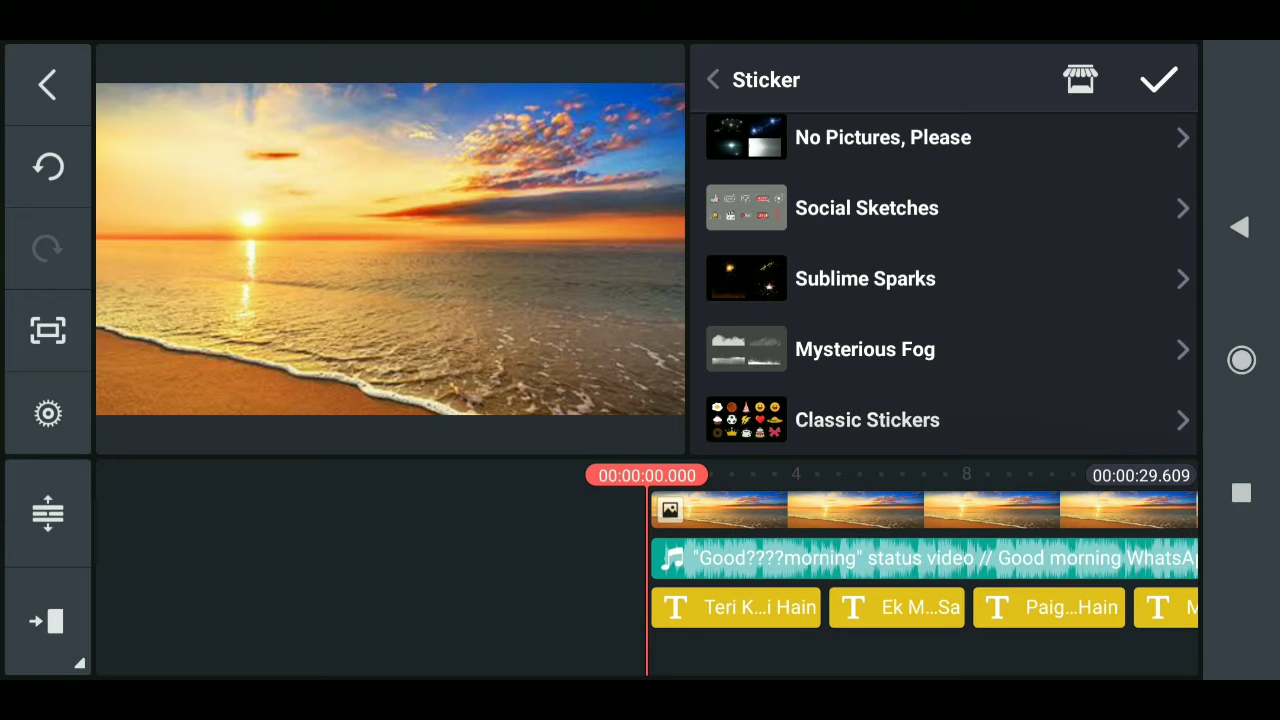 Sticker
No Pictures, Please
Social Sketches
Sublime Sparks
Mysterious Fog
Classic Stickers
00:00:00.000
4
8
00:00:29.609
"Good????morning" status video // Good morning WhatsAp
T Teri K...i Hain
T Ek M...Sa
T Paig...Hain
T M